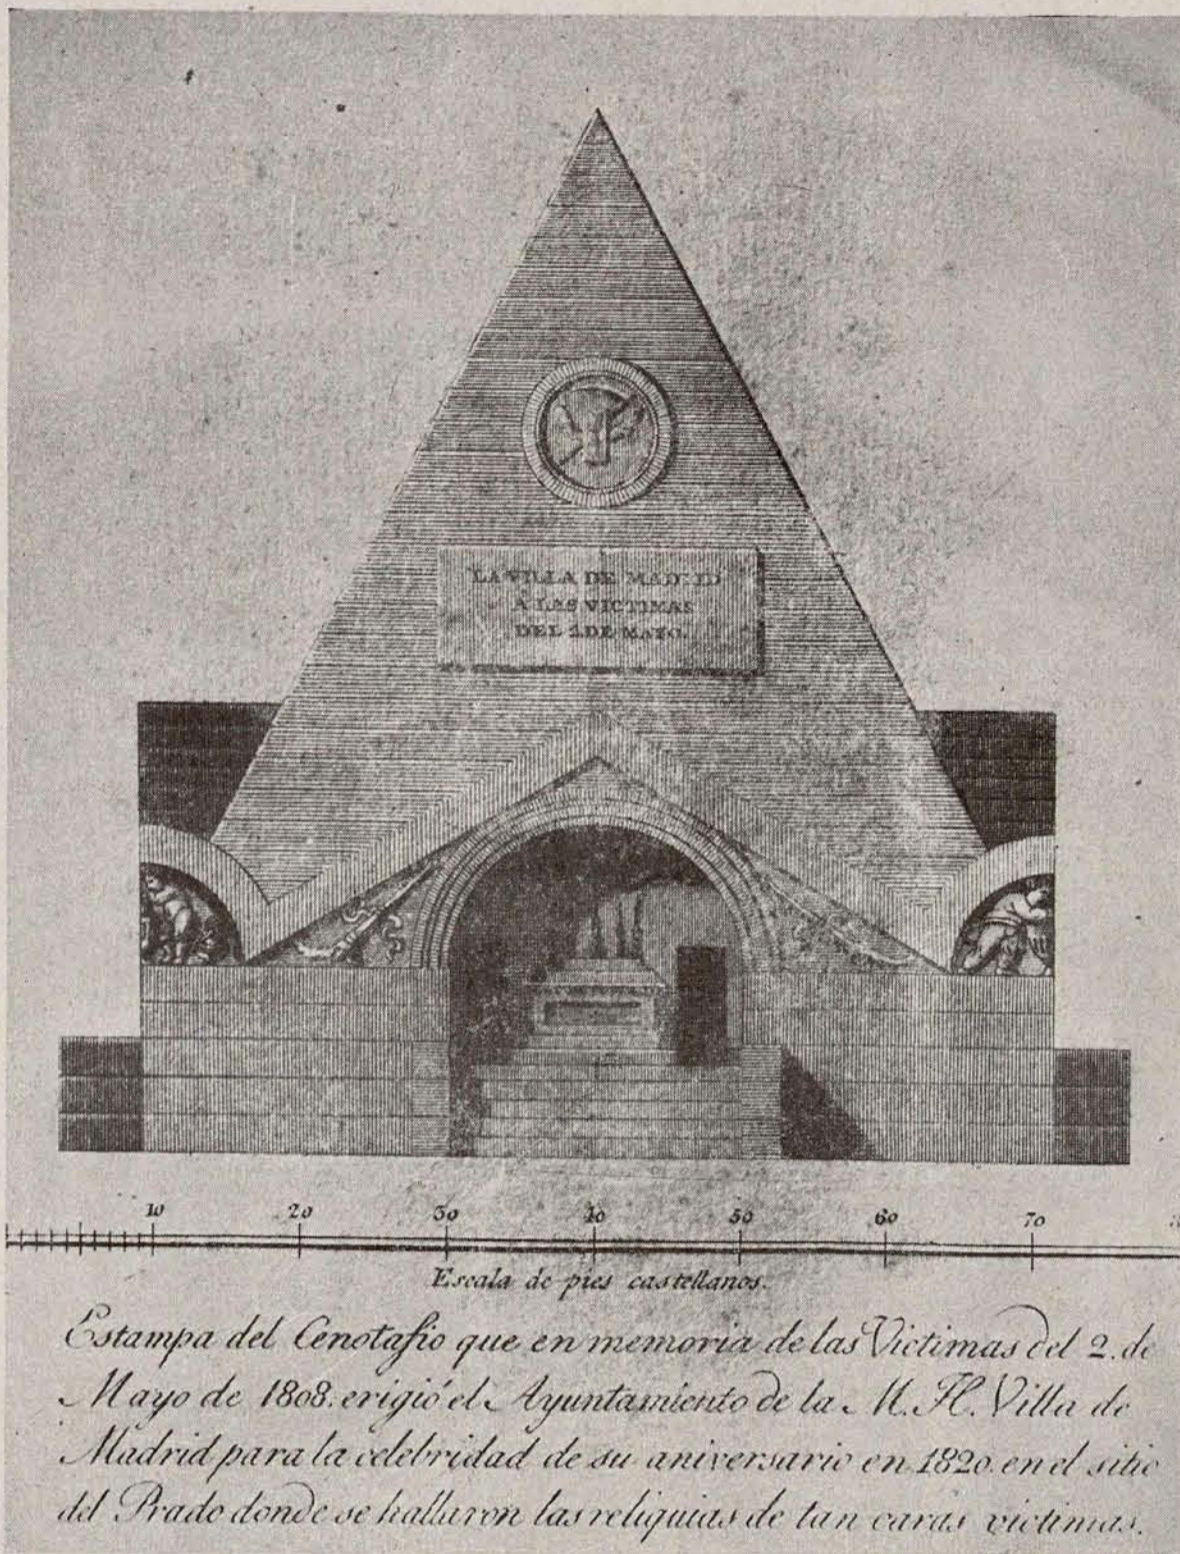 LA VILLA DE MADRID
A LAS VICTIMAS
DEL 2 DE MAYO.
10 20 30 40 50 60 70
Escala de pies castellanos.
Estampa del Cenotafio que en memoria de las Victimas del 2. de
Mayo de 1808. erigió el Ayuntamiento de la M. H. Villa de
Madrid para la celebridad de su aniversario en 1820. en el sitio
del Prado donde se hallaron las reliquias de tan caras victimas.